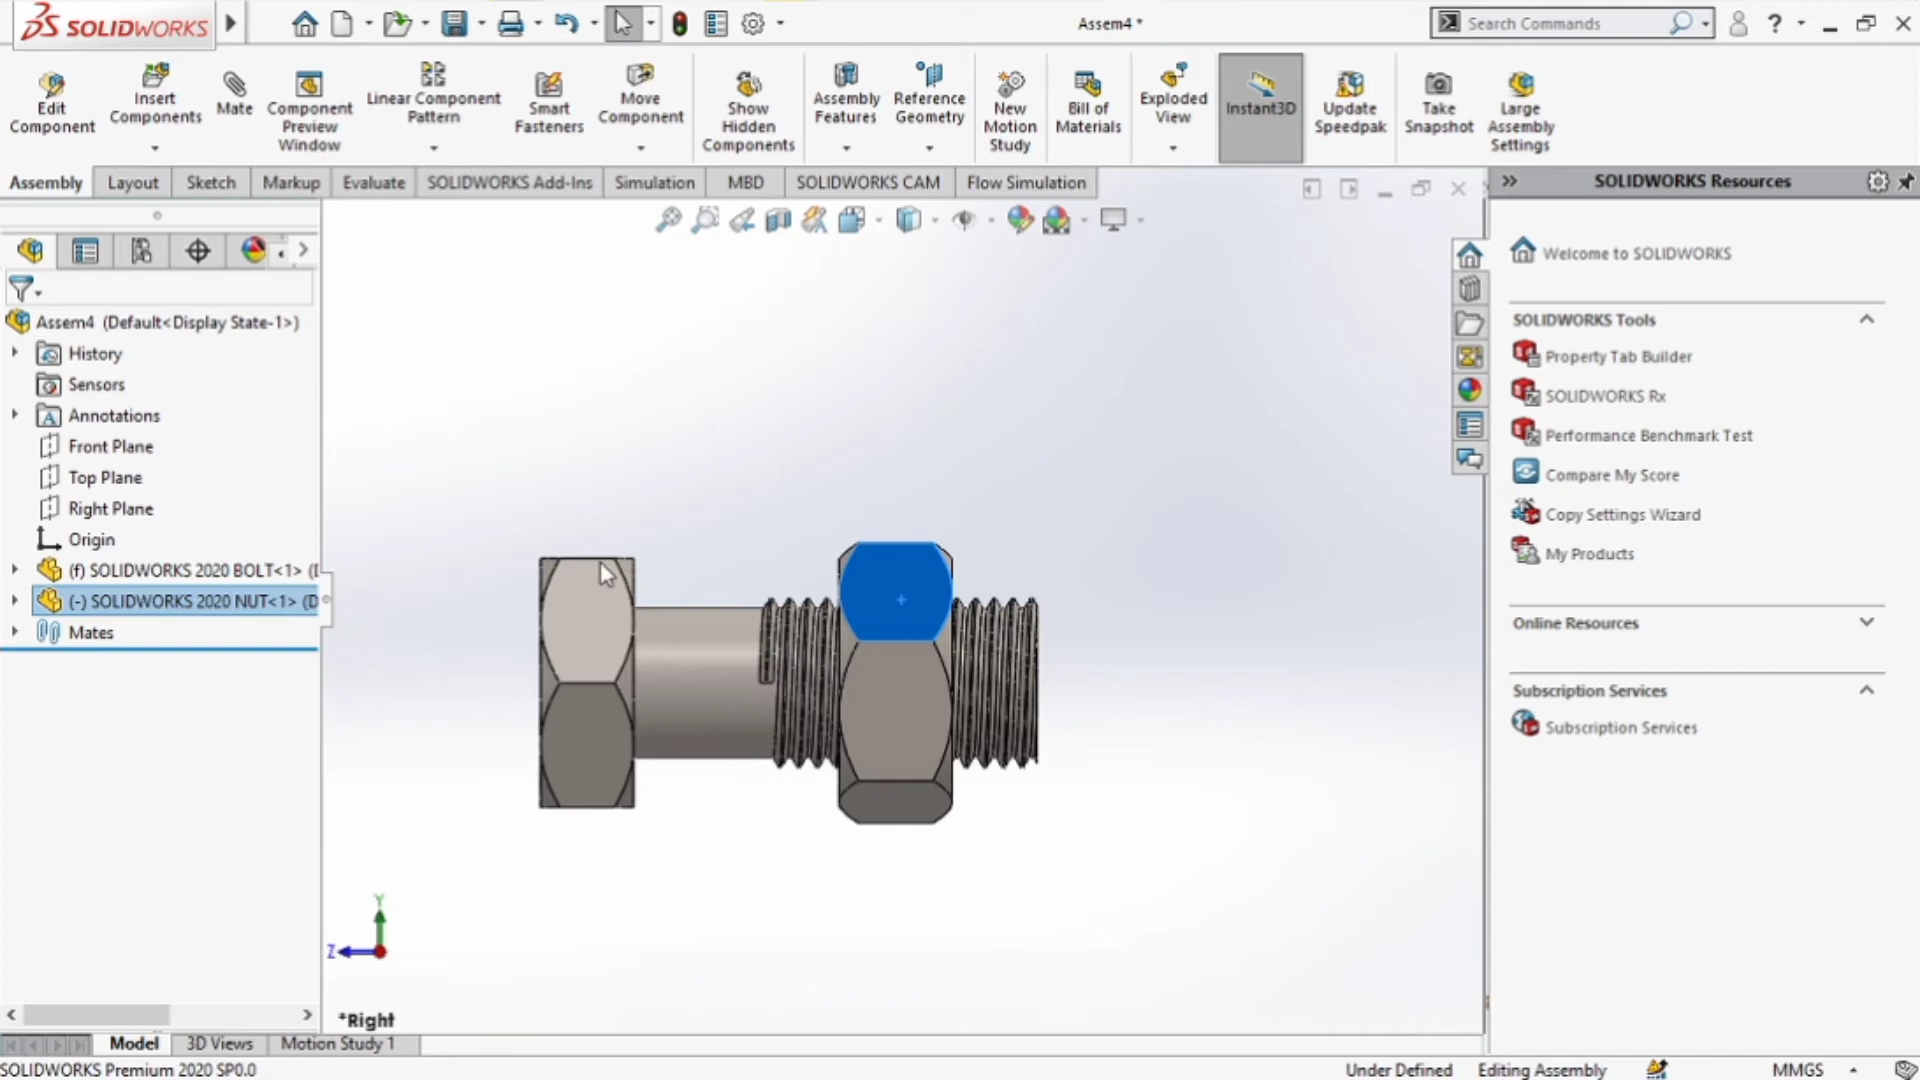 SOLIDWORKS
Assem4 *
Search Commands
?
Edit Component
Insert Components
Mate
Component Preview Window
Linear Component Pattern
Smart Fasteners
Move Component
Show Hidden Components
Assembly Features
Reference Geometry
New Motion Study
Bill of Materials
Exploded View
Instant3D
Update Speedpak
Take Snapshot
Large Assembly Settings
Assembly
Layout
Sketch
Markup
Evaluate
SOLIDWORKS Add-Ins
Simulation
MBD
SOLIDWORKS CAM
Flow Simulation
SOLIDWORKS Resources
Welcome to SOLIDWORKS
SOLIDWORKS Tools
Property Tab Builder
SOLIDWORKS Rx
Performance Benchmark Test
Compare My Score
Copy Settings Wizard
My Products
Online Resources
Subscription Services
Subscription Services
Assem4 (Default<Display State-1>)
History
Sensors
Annotations
Front Plane
Top Plane
Right Plane
Origin
(f) SOLIDWORKS 2020 BOLT<1> (
(-) SOLIDWORKS 2020 NUT<1> (D
Mates
Y
Z
*Right
Model
3D Views
Motion Study 1
SOLIDWORKS Premium 2020 SP0.0
Under Defined
Editing Assembly
MMGS